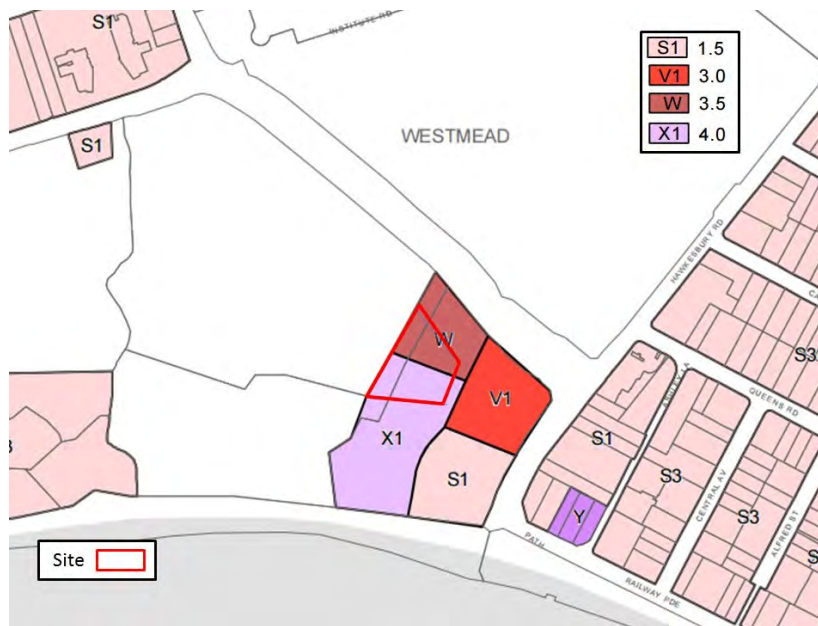 S1
INSTITUTE RD
S1 1.5
V1 3.0
W 3.5
X1 4.0
WESTMEAD
S1
HAWKESBURY RD
W
S3
V1
QUEENS RD
X1
S1
S1
S3
CENTRAL AV
S3
ALFRED ST
Y
PATH
RAILWAY PDE
Site